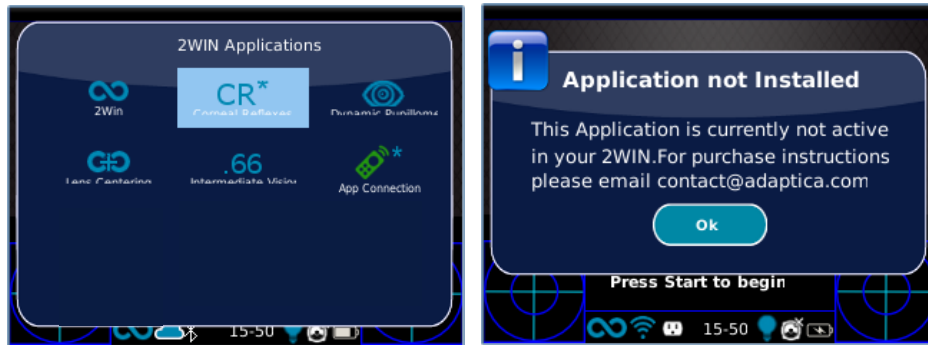 2WIN Applications
CR*
2Win
Corneal Reflexes
Dynamic Pupillome
.66
*
Lens Centering
Intermediate Vision
App Connection
15-50
i
Application not Installed
This Application is currently not active
in your 2WIN.For purchase instructions
please email contact@adaptica.com
Ok
Press Start to begin
15-50